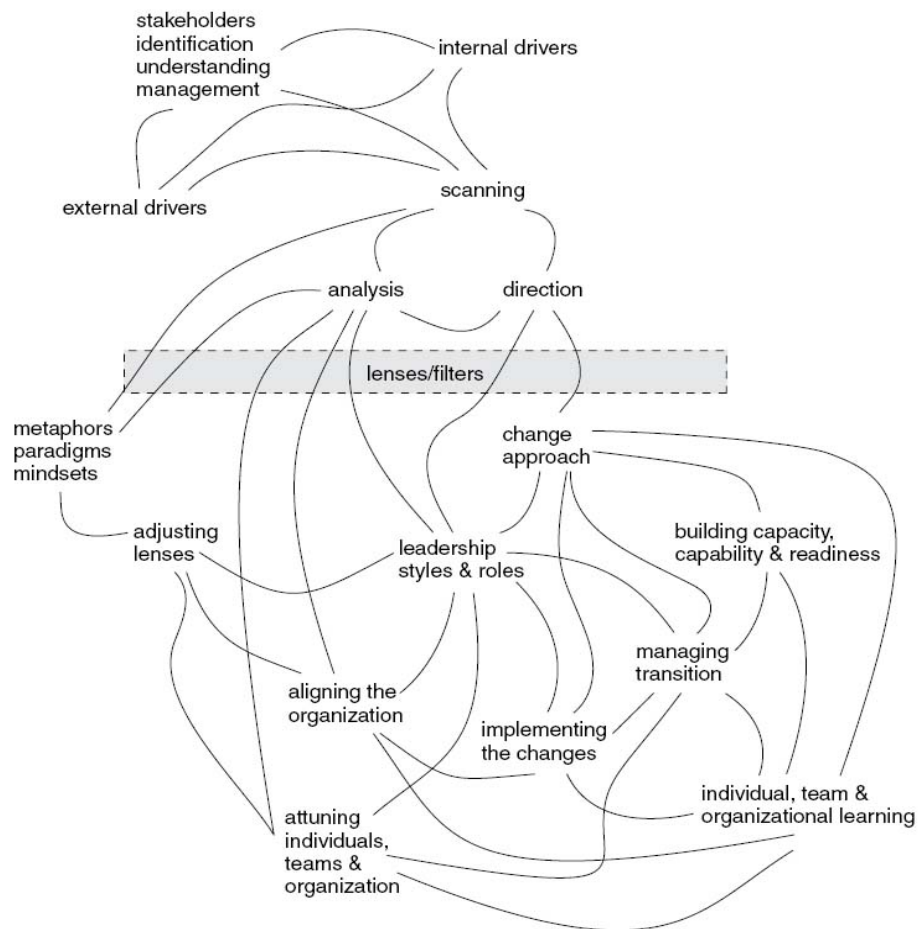 stakeholders
identification
understanding
management
internal drivers
external drivers
scanning
analysis
direction
lenses/filters
metaphors
paradigms
mindsets
change
approach
adjusting
lenses
leadership
styles & roles
building capacity,
capability & readiness
managing
transition
aligning the
organization
implementing
the changes
individual, team &
organizational learning
attuning
individuals,
teams &
organization